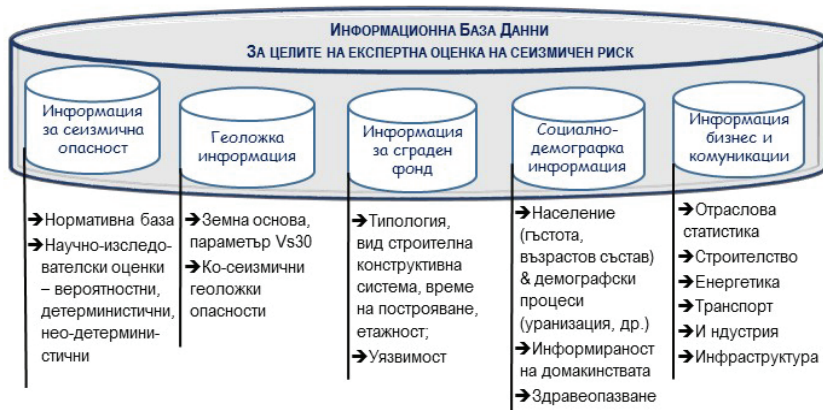 ИНФОРМАЦИОННА БАЗА ДАННИ
ЗА ЦЕЛИТЕ НА ЕКСПЕРТНА ОЦЕНКА НА СЕИЗМИЧЕН РИСК
Информация
за сеизмична
опасност
➔Нормативна база
➔Научно-изследо-
вателски оценки
– вероятностни,
детерминистични,
нео-детермини-
стични
Геоложка
информация
➔Земна основа,
параметър Vs30
➔Ко-сеизмични
геоложки
опасности
Информация
за сграден
фонд
➔Типология,
вид строителна
конструктивна
система, време
на построяване,
етажност;
➔Уязвимост
Социално-
демографка
информация
➔Население
(гъстота,
възрастов състав)
& демографски
процеси
(уранизация, др.)
➔Информираност
на домакинствата
➔Здравеопазване
Информация
бизнес и
комуникации
➔Отраслова
статистика
➔Строителство
➔Енергетика
➔Транспорт
➔И ндустрия
➔Инфраструктура